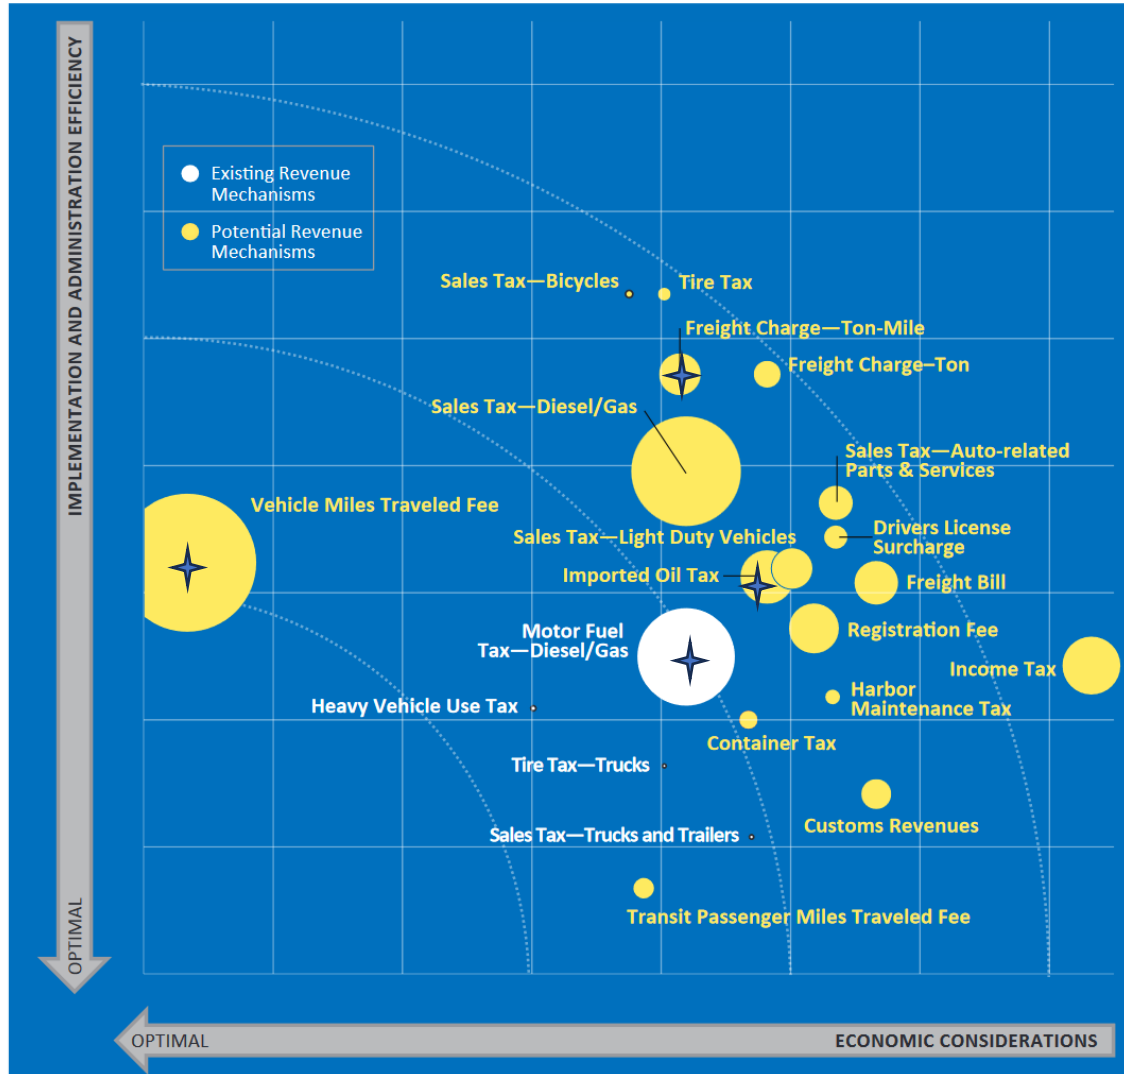 IMPLEMENTATION AND ADMINISTRATION EFFICIENCY
OPTIMAL
Existing Revenue
Mechanisms
Potential Revenue
Mechanisms
Sales Tax—Bicycles
Tire Tax
Freight Charge—Ton-Mile
Freight Charge–Ton
Sales Tax—Diesel/Gas
Sales Tax—Auto-related
Parts & Services
Vehicle Miles Traveled Fee
Drivers License
Surcharge
Sales Tax—Light Duty Vehicles
Imported Oil Tax
Freight Bill
Motor Fuel
Tax—Diesel/Gas
Registration Fee
Income Tax
Harbor
Maintenance Tax
Heavy Vehicle Use Tax
Container Tax
Tire Tax—Trucks
Customs Revenues
Sales Tax—Trucks and Trailers
Transit Passenger Miles Traveled Fee
OPTIMAL
ECONOMIC CONSIDERATIONS